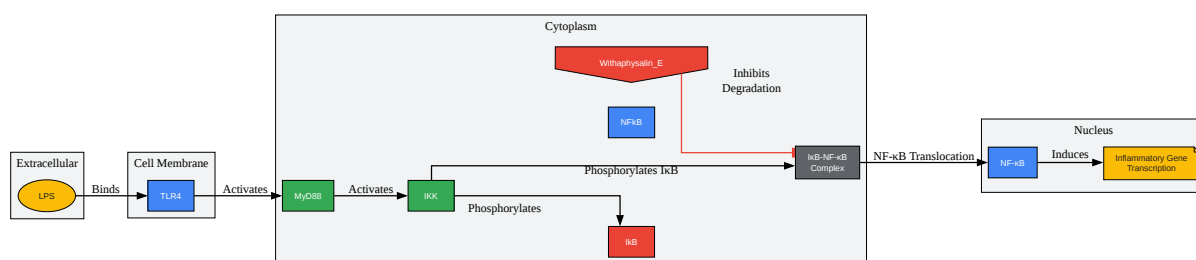 Cytoplasm
Withaphysalin_E
Inhibits
Degradation
NFkB
Extracellular
LPS
Binds
Cell Membrane
TLR4
Activates
MyD88
Activates
IKK
Phosphorylates IκB
Phosphorylates
IkB
IκB-NF-κB
Complex
NF-κB Translocation
Nucleus
NF-κB
Induces
Inflammatory Gene
Transcription